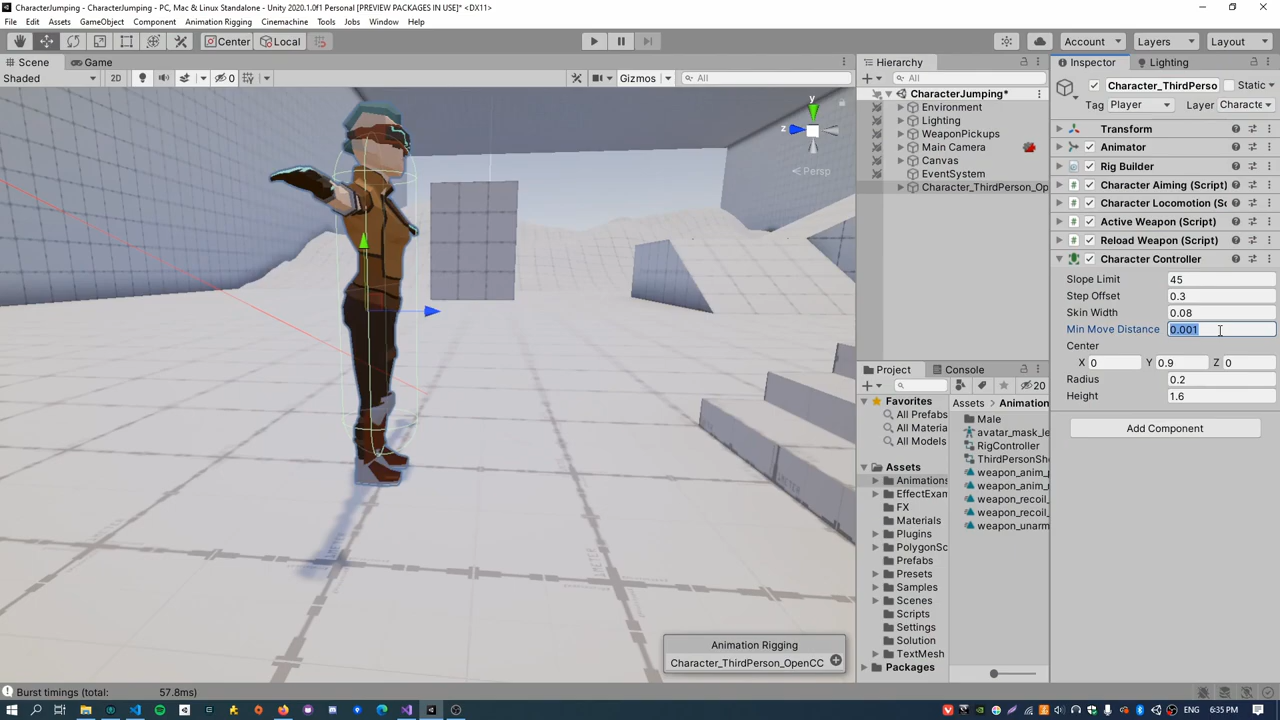 CharacterJumping - CharacterJumping - PC, Mac & Linux Standalone - Unity 2020.1.0f1 Personal [PREVIEW PACKAGES IN USE]* <DX11>
File Edit Assets GameObject Component Animation Rigging Cinemachine Tools Jobs Window Help
Center Local Account Layers Layout
Scene Game
Shaded 2D 0 Gizmos All
y
z
Persp
Animation Rigging
Character_ThirdPerson_OpenCC
Hierarchy
All
CharacterJumping*
Environment
Lighting
WeaponPickups
Main Camera
Canvas
EventSystem
Character_ThirdPerson_Op
Project Console
20
Favorites
All Prefabs
All Materia
All Models
Assets
Animations
EffectExam
FX
Materials
Plugins
PolygonSc
Prefabs
Presets
Samples
Scenes
Scripts
Settings
Solution
TextMesh
Packages
Assets Animation
Male
avatar_mask_le
RigController
ThirdPersonSh
weapon_anim_p
weapon_anim_r
weapon_recoil_
weapon_recoil_
weapon_unarm
Inspector Lighting
Character_ThirdPerso Static
Tag Player Layer Characte
Transform
Animator
Rig Builder
Character Aiming (Script)
Character Locomotion (Sc
Active Weapon (Script)
Reload Weapon (Script)
Character Controller
Slope Limit 45
Step Offset 0.3
Skin Width 0.08
Min Move Distance 0.001
Center
X 0 Y 0.9 Z 0
Radius 0.2
Height 1.6
Add Component
Burst timings (total: 57.8ms)
ENG 6:35 PM